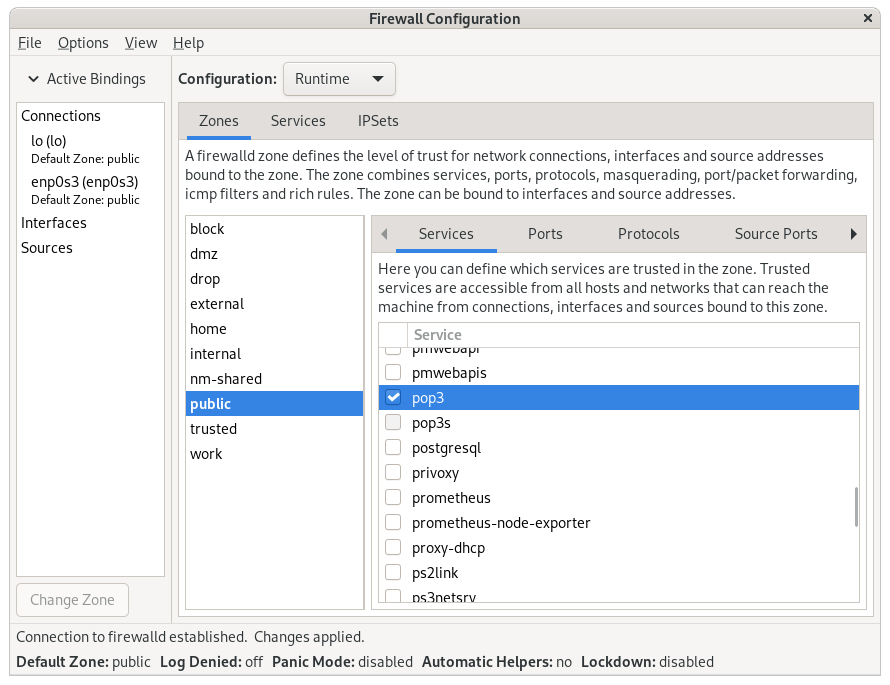 Firewall Configuration
File Options View Help
Active Bindings
Configuration: Runtime
Connections
lo (lo)
Default Zone: public
enp0s3 (enp0s3)
Default Zone: public
Interfaces
Sources
Change Zone
Zones Services IPSets
A firewalld zone defines the level of trust for network connections, interfaces and source addresses
bound to the zone. The zone combines services, ports, protocols, masquerading, port/packet forwarding,
icmp filters and rich rules. The zone can be bound to interfaces and source addresses.
block
dmz
drop
external
home
internal
nm-shared
public
trusted
work
Services Ports Protocols Source Ports
Here you can define which services are trusted in the zone. Trusted
services are accessible from all hosts and networks that can reach the
machine from connections, interfaces and sources bound to this zone.
Service
pmwebapi
pmwebapis
pop3
pop3s
postgresql
privoxy
prometheus
prometheus-node-exporter
proxy-dhcp
ps2link
ps3netsrv
Connection to firewalld established. Changes applied.
Default Zone: public Log Denied: off Panic Mode: disabled Automatic Helpers: no Lockdown: disabled